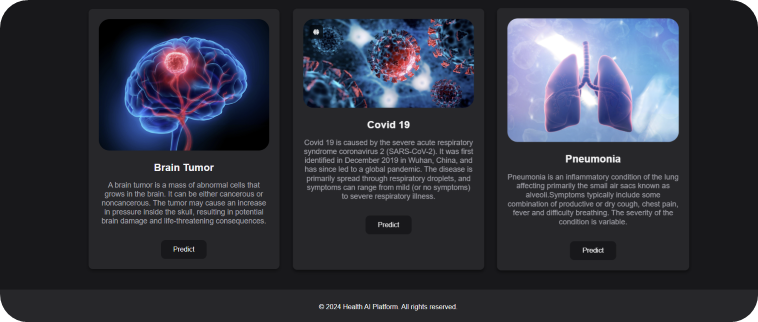 Brain Tumor
A brain tumor is a mass of abnormal cells that
grows in the brain. It can be either cancerous or
noncancerous. The tumor may cause an increase
in pressure inside the skull, resulting in potential
brain damage and life-threatening consequences.
Predict
Covid 19
Covid 19 is caused by the severe acute respiratory
syndrome coronavirus 2 (SARS-CoV-2). It was first
identified in December 2019 in Wuhan, China, and
has since led to a global pandemic. The disease is
primarily spread through respiratory droplets, and
symptoms can range from mild (or no symptoms)
to severe respiratory illness.
Predict
Pneumonia
Pneumonia is an inflammatory condition of the lung
affecting primarily the small air sacs known as
alveoli.Symptoms typically include some
combination of productive or dry cough, chest pain,
fever and difficulty breathing. The severity of the
condition is variable.
Predict
© 2024 Health AI Platform. All rights reserved.